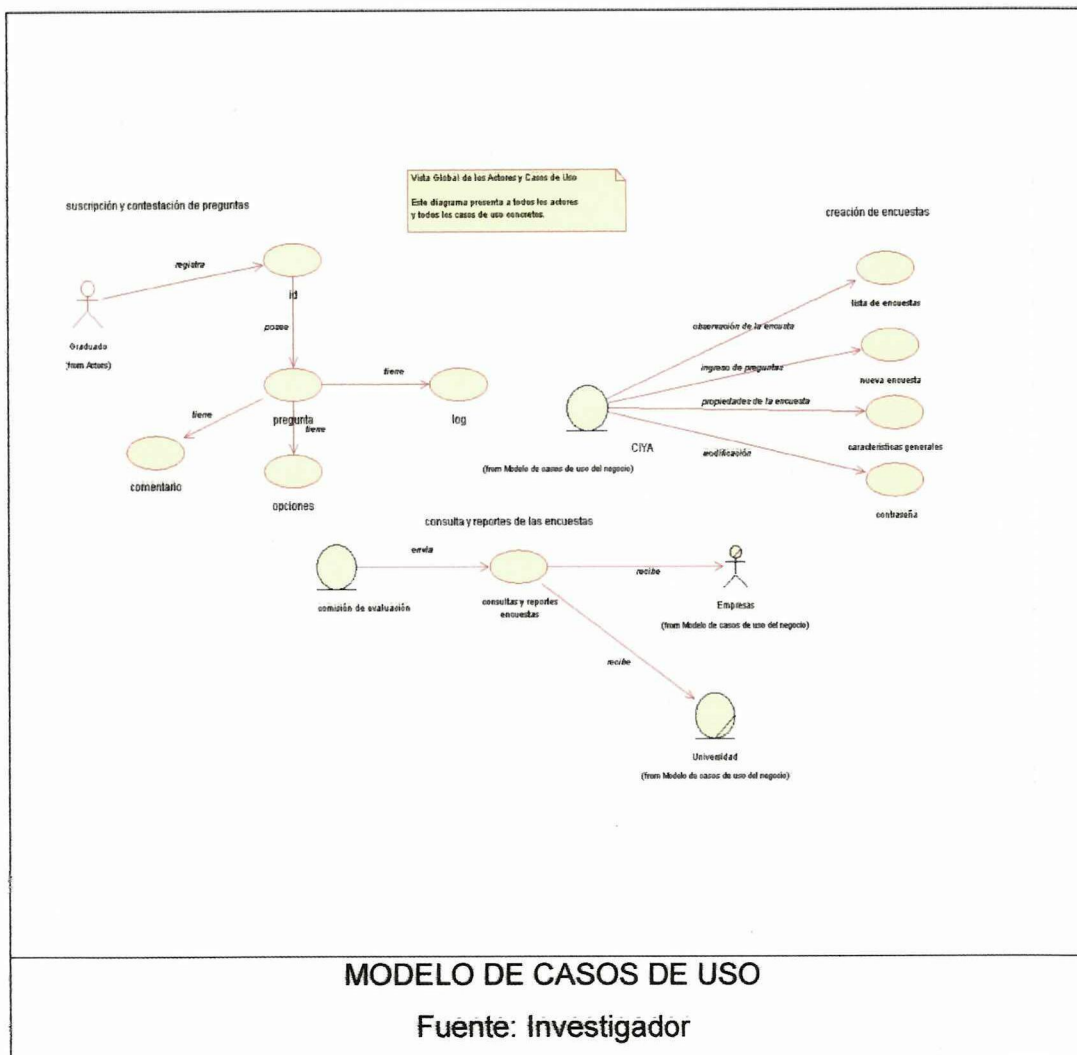 Vista Global de los Actores y Casos de Uso
Este diagrama presenta a todos los actores
y todos los casos de uso concretos.
suscripción y contestación de preguntas
registra
id
Graduado
(from Actors)
posee
tiene
pregunta
log
tiene
tiene
comentario
opciones
creación de encuestas
lista de encuestas
observación de la encuesta
ingreso de preguntas
nueva encuesta
propiedades de la encuesta
CIYA
(from Modelo de casos de uso del negocio)
características generales
modificación
contraseña
consulta y reportes de las encuestas
envia
comisión de evaluación
consultas y reportes
encuestas
recibe
Empresas
(from Modelo de casos de uso del negocio)
recibe
Universidad
(from Modelo de casos de uso del negocio)
MODELO DE CASOS DE USO
Fuente: Investigador